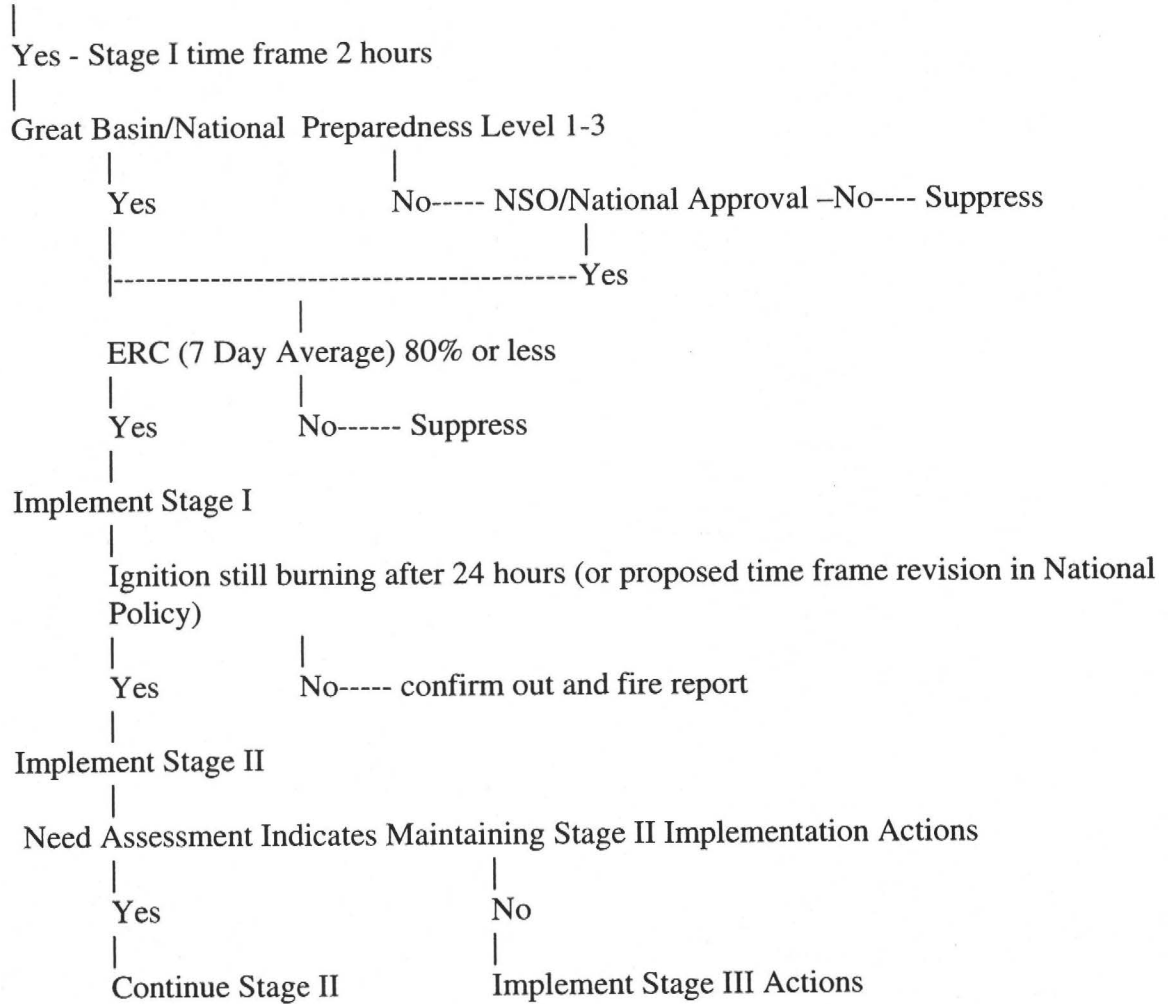 |
Yes - Stage I time frame 2 hours
|
Great Basin/National Preparedness Level 1-3
| |
Yes No----- NSO/National Approval –No---- Suppress
| |
|-----------------------------------------Yes
|
ERC (7 Day Average) 80% or less
| |
Yes No------ Suppress
|
Implement Stage I
|
Ignition still burning after 24 hours (or proposed time frame revision in National
Policy)
| |
Yes No----- confirm out and fire report
|
Implement Stage II
|
Need Assessment Indicates Maintaining Stage II Implementation Actions
| |
Yes No
| |
Continue Stage II Implement Stage III Actions